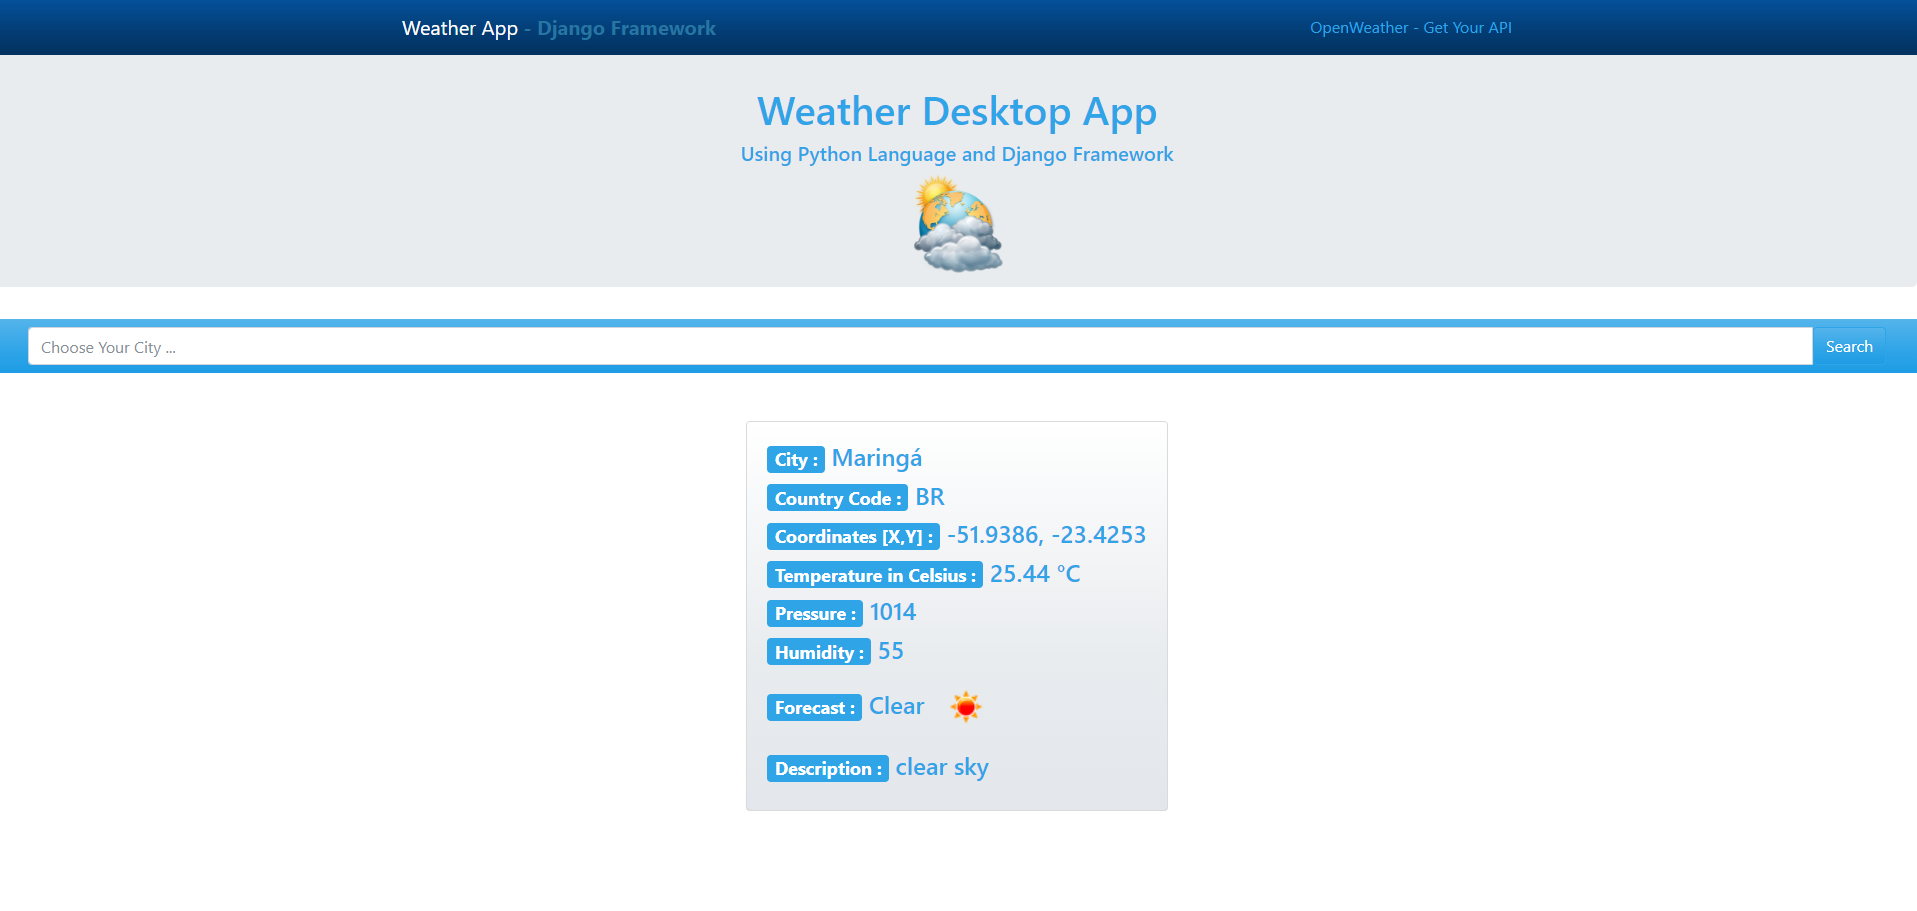 Weather App - Django Framework
OpenWeather - Get Your API
Weather Desktop App
Using Python Language and Django Framework
Choose Your City ...
Search
City : Maringá
Country Code : BR
Coordinates [X,Y] : -51.9386, -23.4253
Temperature in Celsius : 25.44 °C
Pressure : 1014
Humidity : 55
Forecast : Clear
Description : clear sky